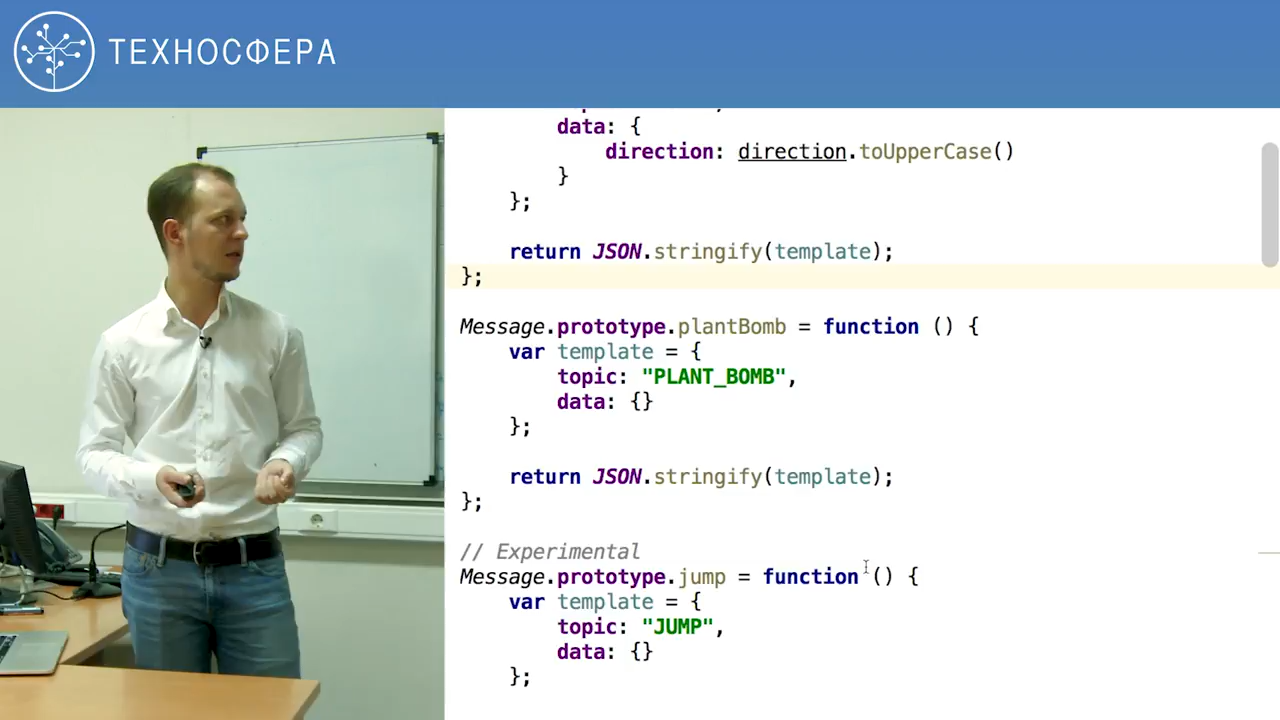 ТЕХНОСФЕРА
data: {
direction: direction.toUpperCase()
}
};
return JSON.stringify(template);
};
Message.prototype.plantBomb = function () {
var template = {
topic: "PLANT_BOMB",
data: {}
};
return JSON.stringify(template);
};
// Experimental
Message.prototype.jump = function () {
var template = {
topic: "JUMP",
data: {}
};